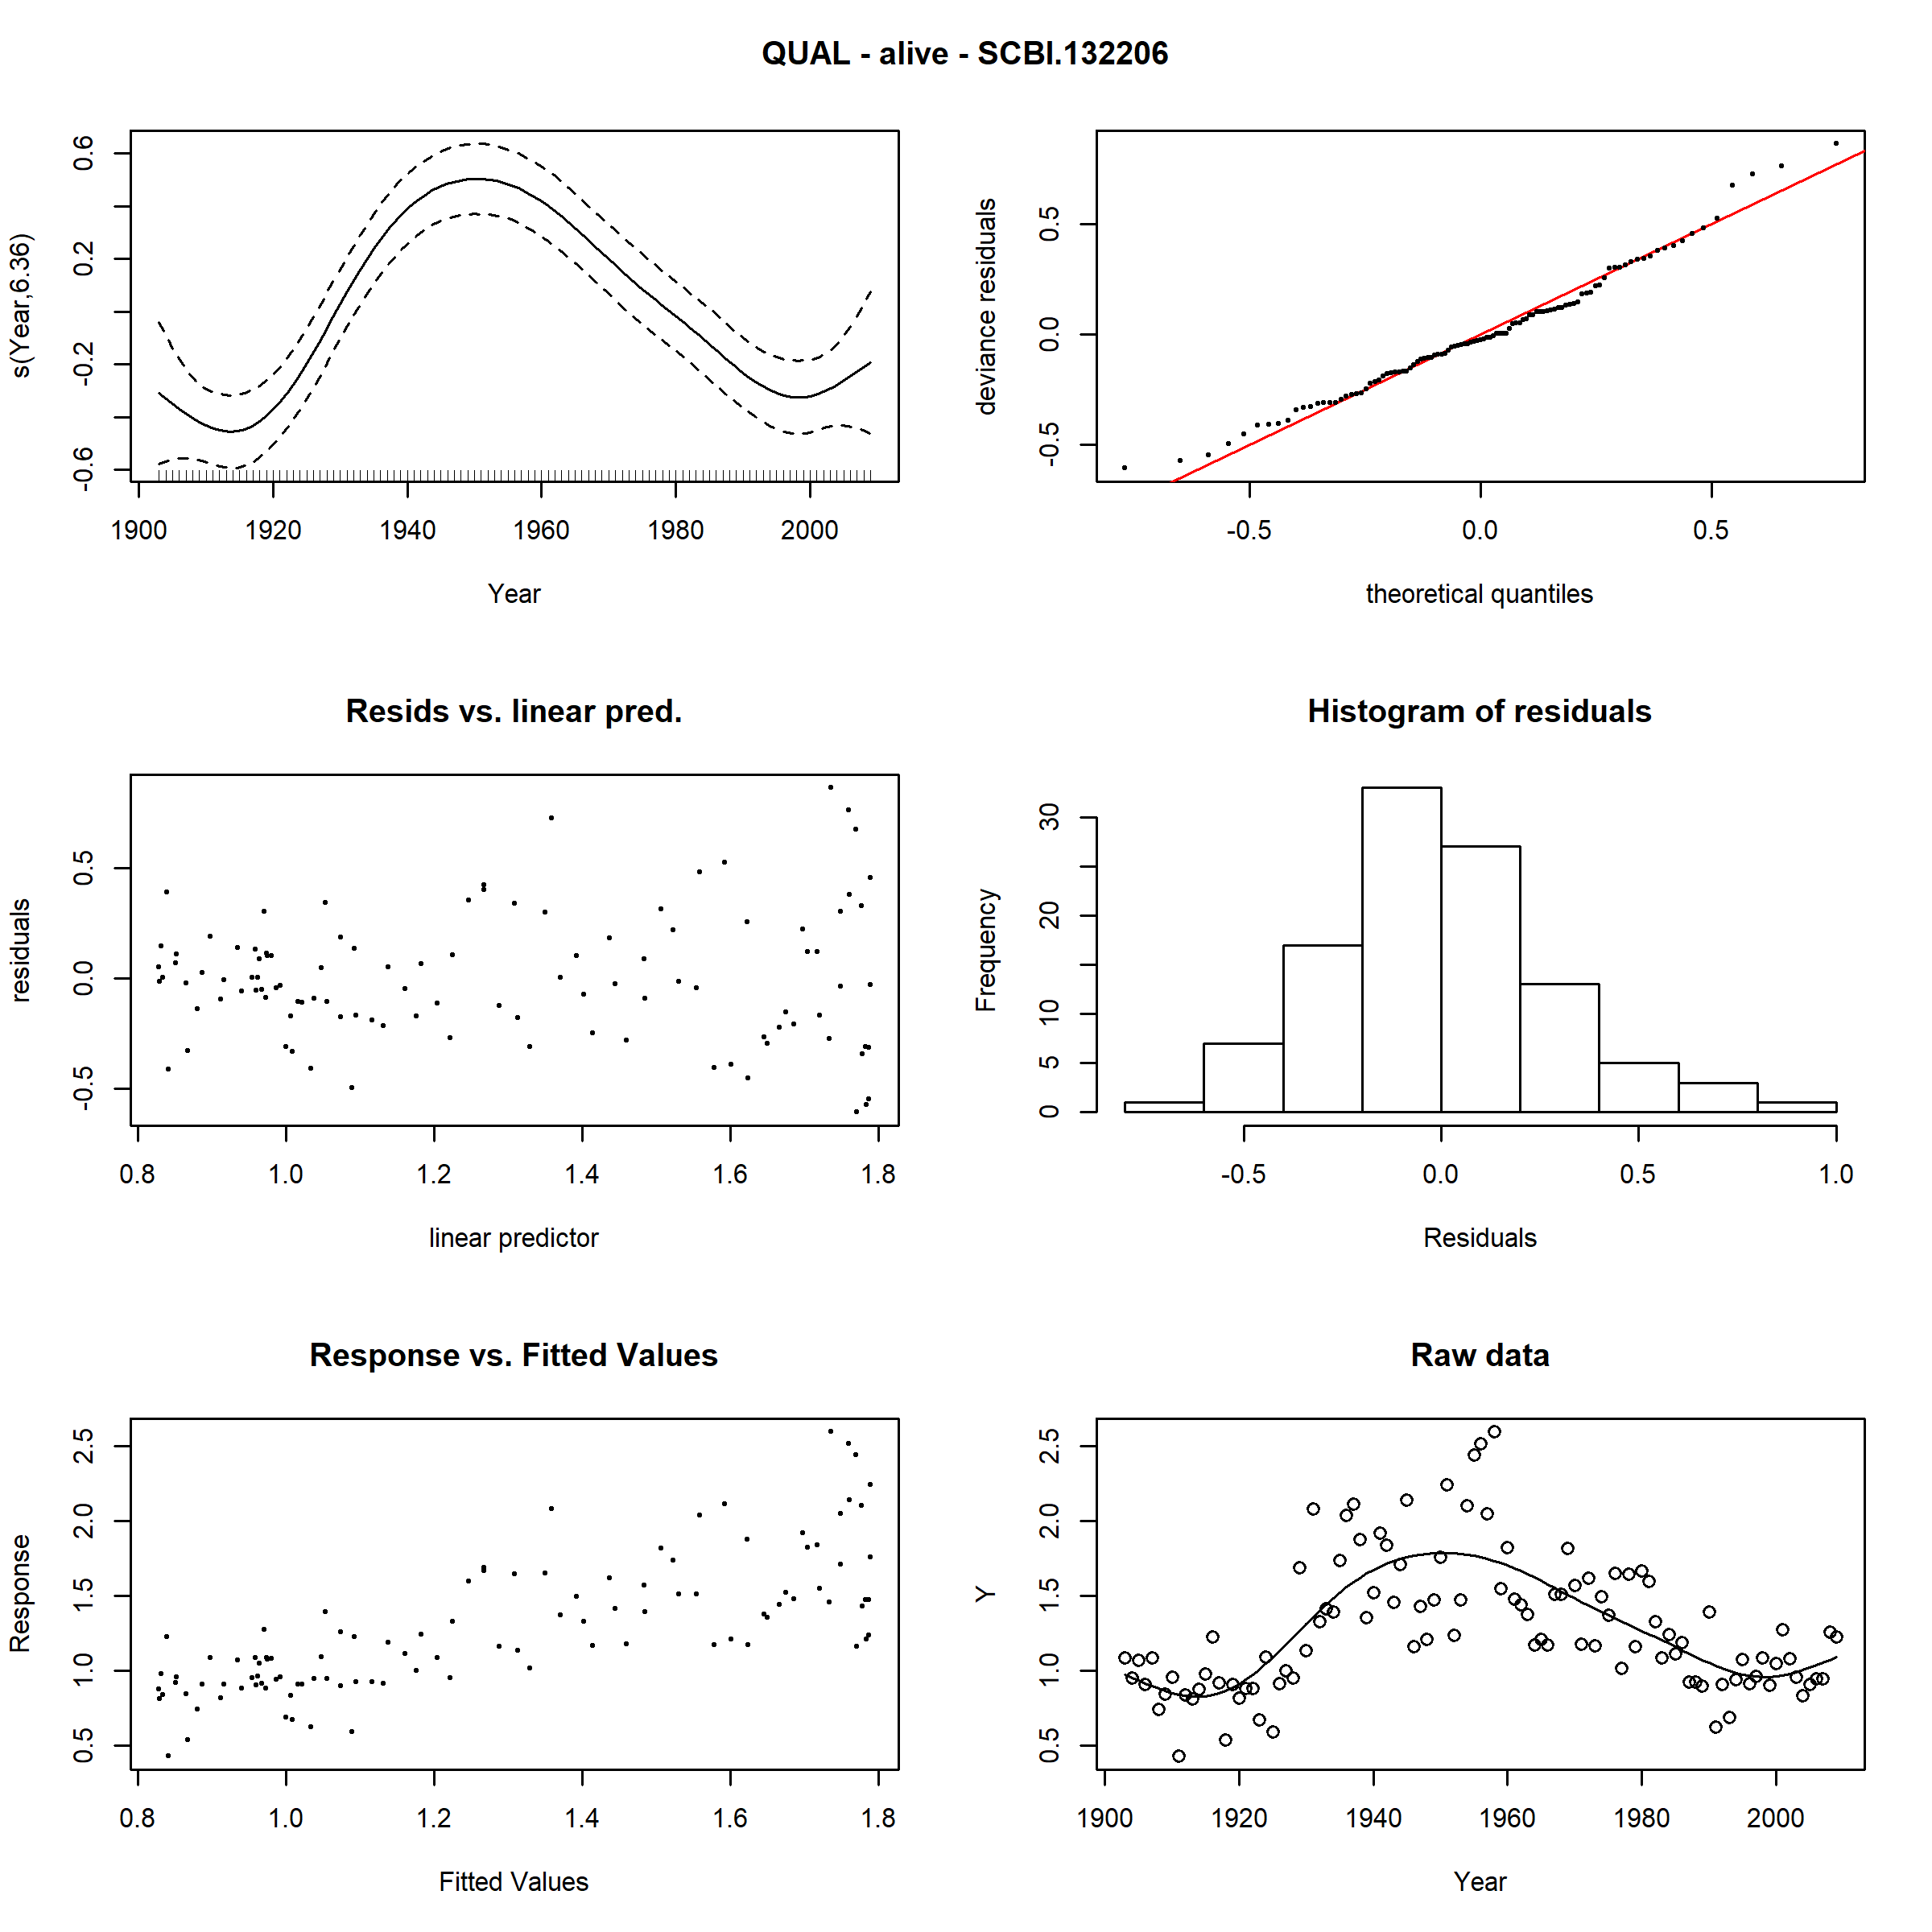 QUAL - alive - SCBI.132206
s(Year,6.36)
-0.6 -0.2 0.2 0.6
1900 1920 1940 1960 1980 2000
Year
deviance residuals
-0.5 0.0 0.5
-0.5 0.0 0.5
theoretical quantiles
Resids vs. linear pred.
residuals
-0.5 0.0 0.5
0.8 1.0 1.2 1.4 1.6 1.8
linear predictor
Histogram of residuals
Frequency
0 5 10 20 30
-0.5 0.0 0.5 1.0
Residuals
Response vs. Fitted Values
Response
0.5 1.0 1.5 2.0 2.5
0.8 1.0 1.2 1.4 1.6 1.8
Fitted Values
Raw data
Y
0.5 1.0 1.5 2.0 2.5
1900 1920 1940 1960 1980 2000
Year